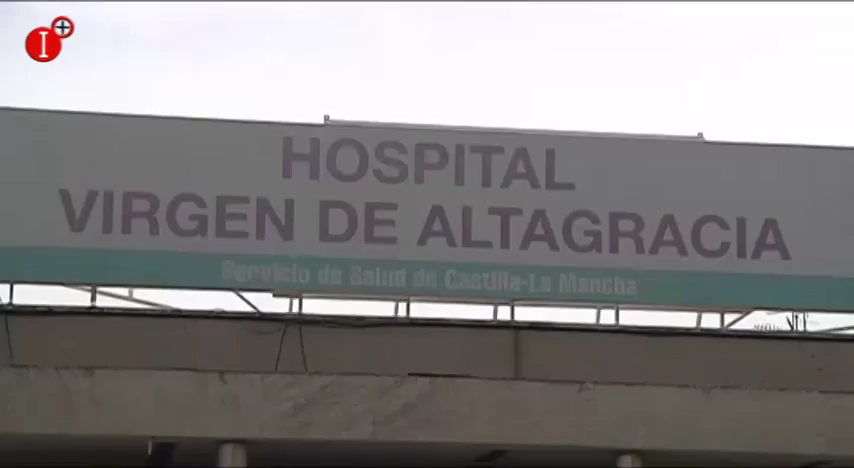 I+
HOSPITAL
VIRGEN DE ALTAGRACIA
Servicio de Salud de Castilla-La Mancha